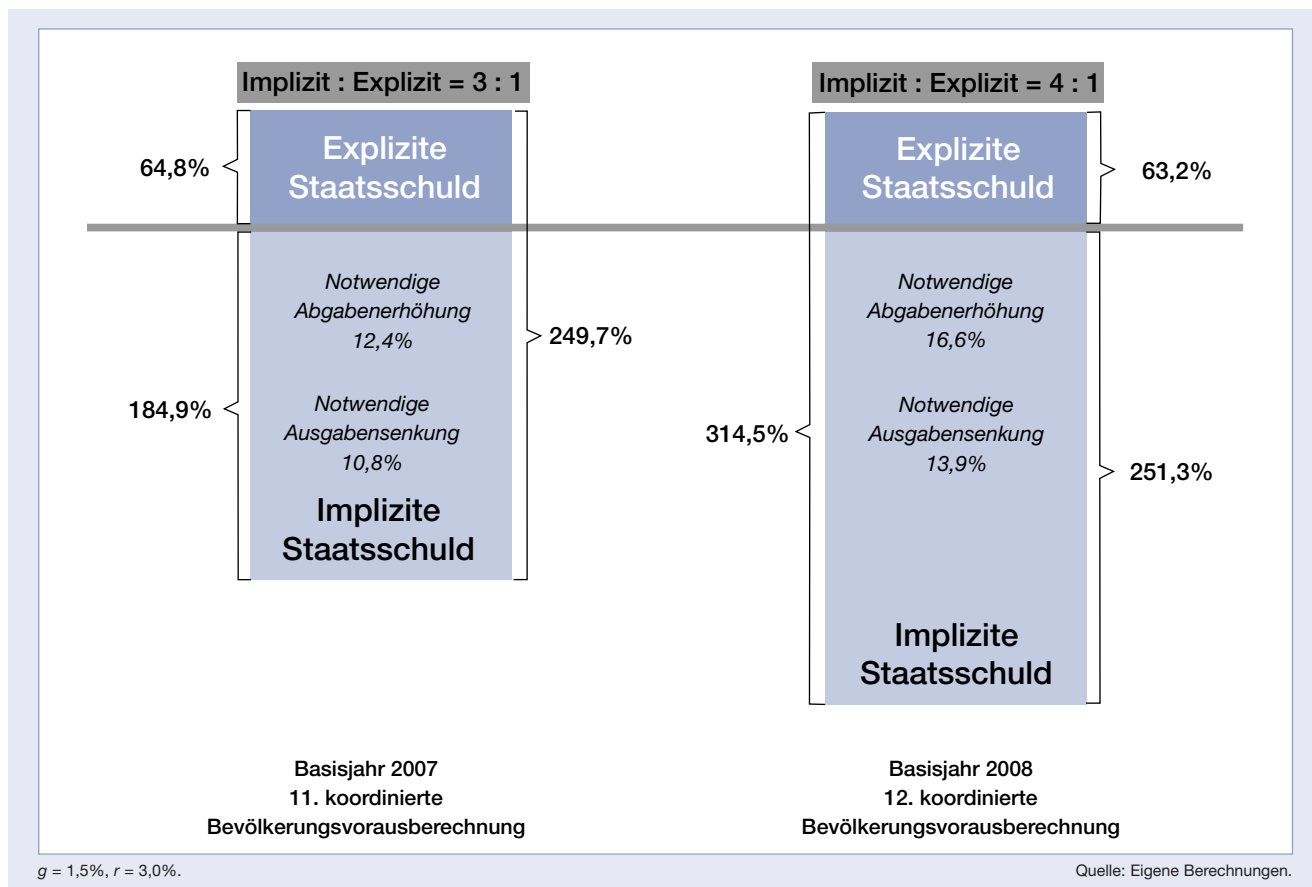 Implizit : Explizit = 3 : 1
Explizite
Staatsschuld
64,8%
Notwendige
Abgabenerhöhung
12,4%
249,7%
184,9%
Notwendige
Ausgabensenkung
10,8%
Implizite
Staatsschuld
Basisjahr 2007
11. koordinierte
Bevölkerungsvorausberechnung
Implizit : Explizit = 4 : 1
Explizite
Staatsschuld
63,2%
Notwendige
Abgabenerhöhung
16,6%
Notwendige
Ausgabensenkung
13,9%
314,5%
251,3%
Implizite
Staatsschuld
Basisjahr 2008
12. koordinierte
Bevölkerungsvorausberechnung
g = 1,5%, r = 3,0%.
Quelle: Eigene Berechnungen.